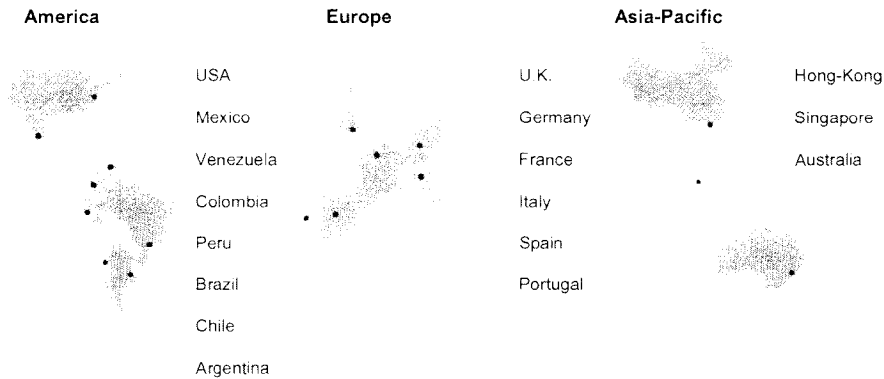 America
USA
Mexico
Venezuela
Colombia
Peru
Brazil
Chile
Argentina
Europe
U.K.
Germany
France
Italy
Spain
Portugal
Asia-Pacific
Hong-Kong
Singapore
Australia